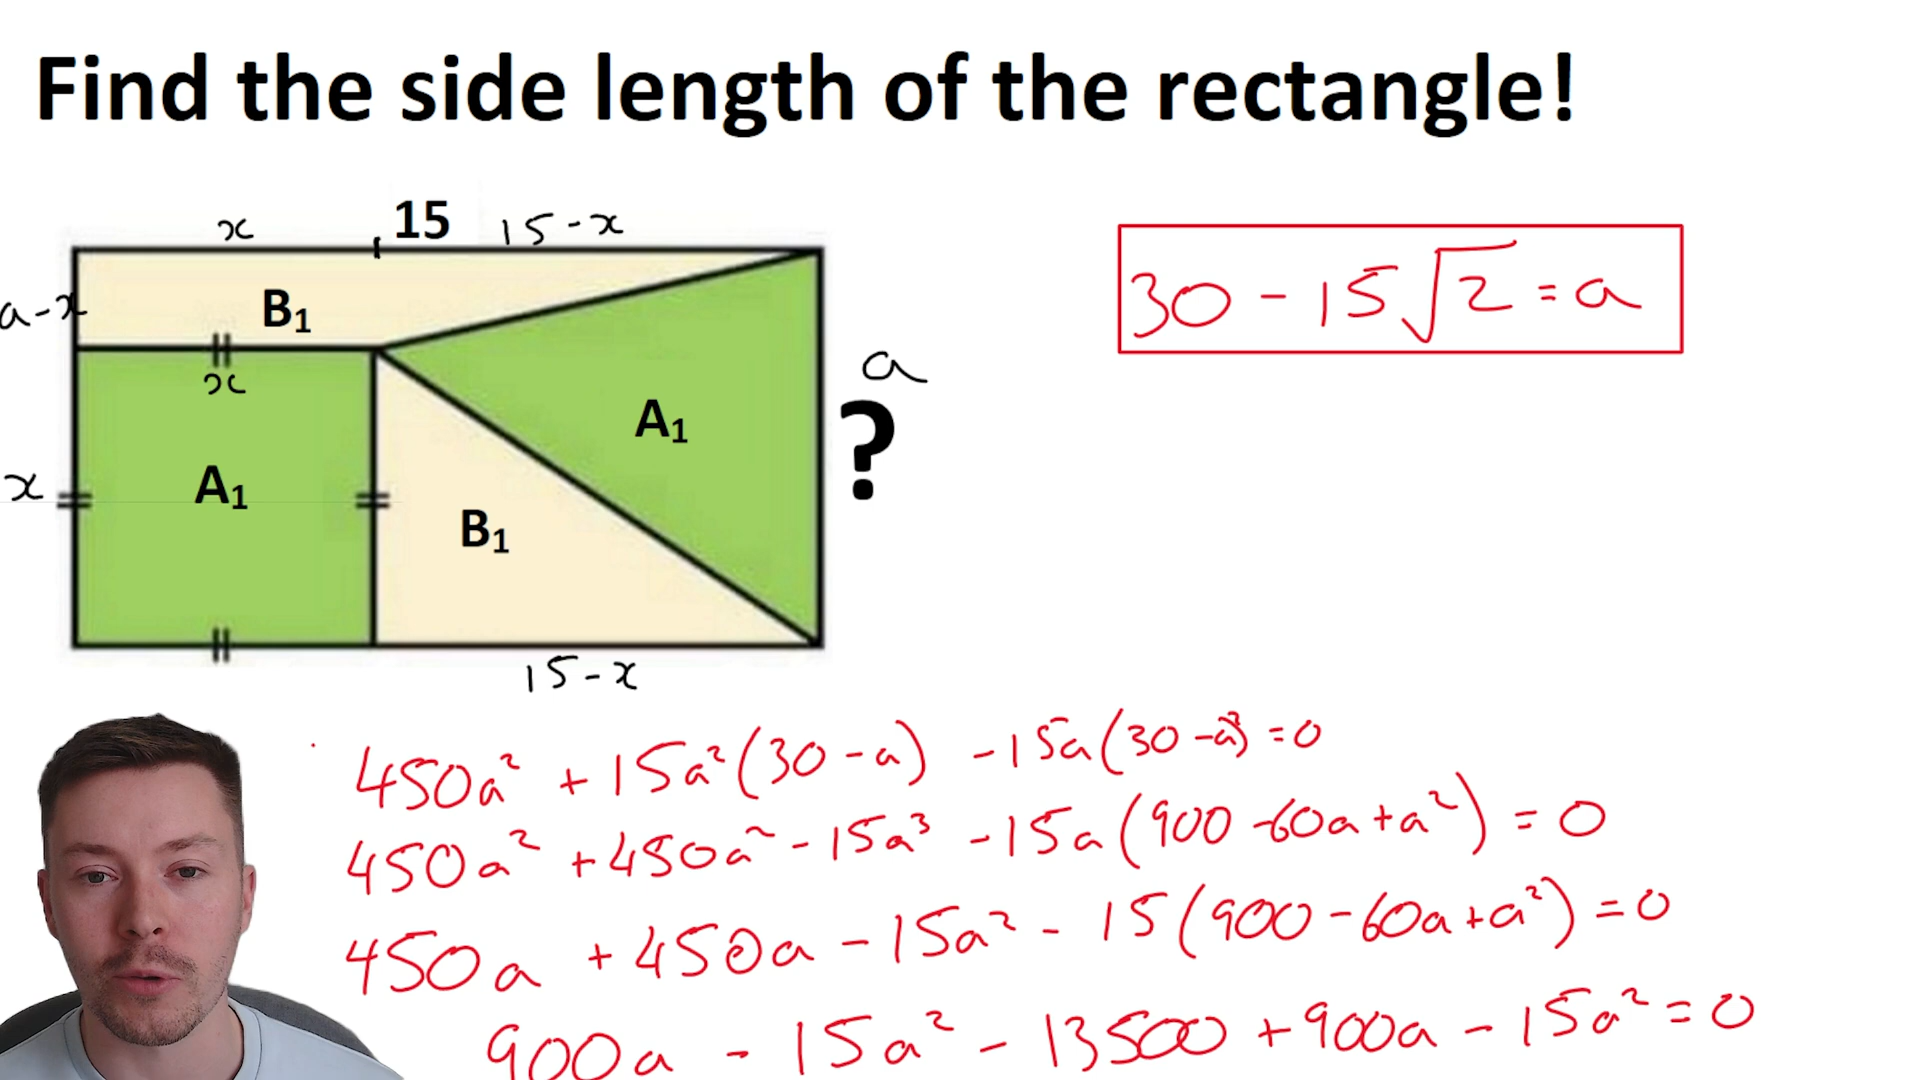 Find the side length of the rectangle!
x 15 15-x
a-x B₁
30 - 15√2 = a
x
a
A₁
?
x A₁
B₁
15-x
450a² + 15a²(30-a) -15a(30-a)² =0
450a² +450a² -15a³ -15a(900-60a+a²) =0
450a +450a -15a² - 15(900-60a+a²) =0
900a - 15a² - 13500 +900a - 15a² =0